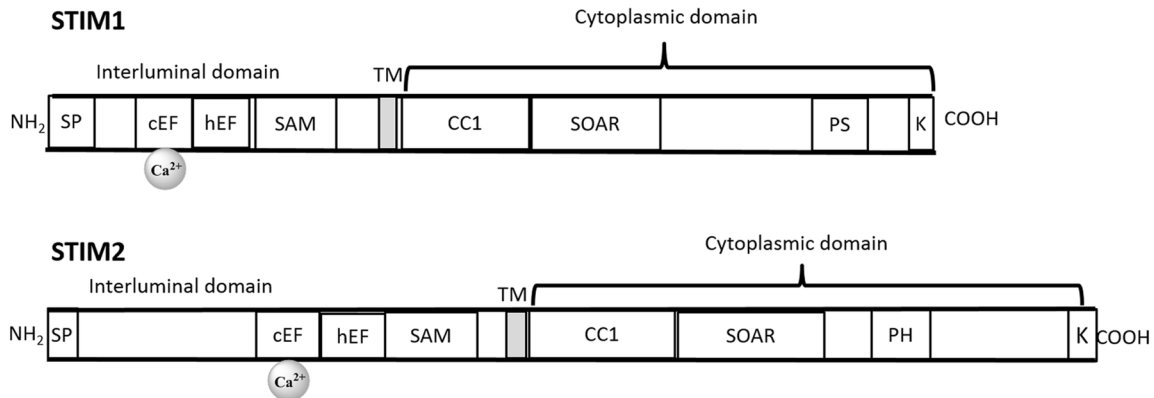 STIM1
Cytoplasmic domain
Interluminal domain
TM
NH2 SP cEF hEF SAM CC1 SOAR PS K COOH
Ca2+
STIM2
Cytoplasmic domain
Interluminal domain
TM
NH2 SP cEF hEF SAM CC1 SOAR PH K COOH
Ca2+